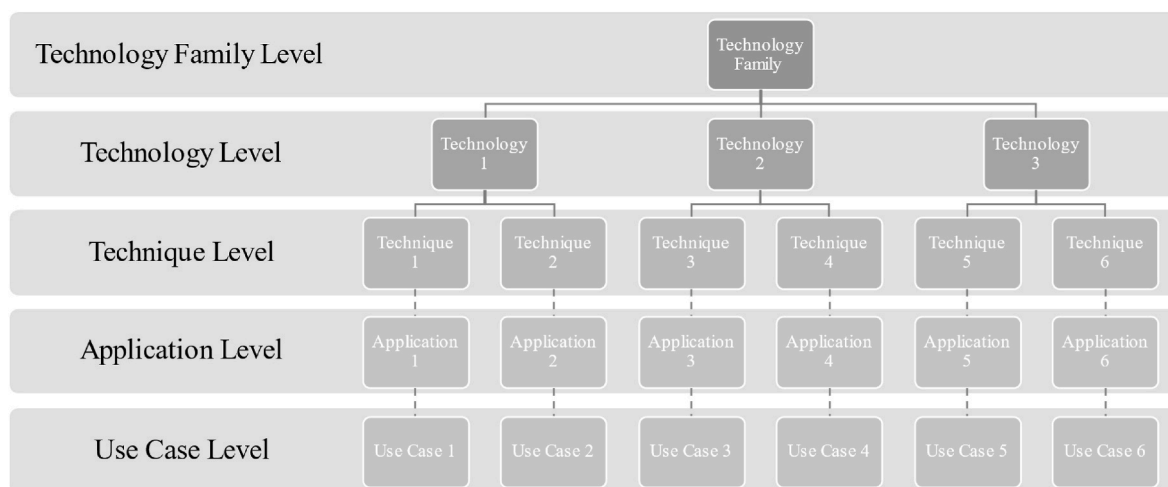 Technology Family Level
Technology
Family
Technology Level
Technology
1
Technology
2
Technology
3
Technique Level
Technique
1
Technique
2
Technique
3
Technique
4
Technique
5
Technique
6
Application Level
Application
1
Application
2
Application
3
Application
4
Application
5
Application
6
Use Case Level
Use Case 1
Use Case 2
Use Case 3
Use Case 4
Use Case 5
Use Case 6